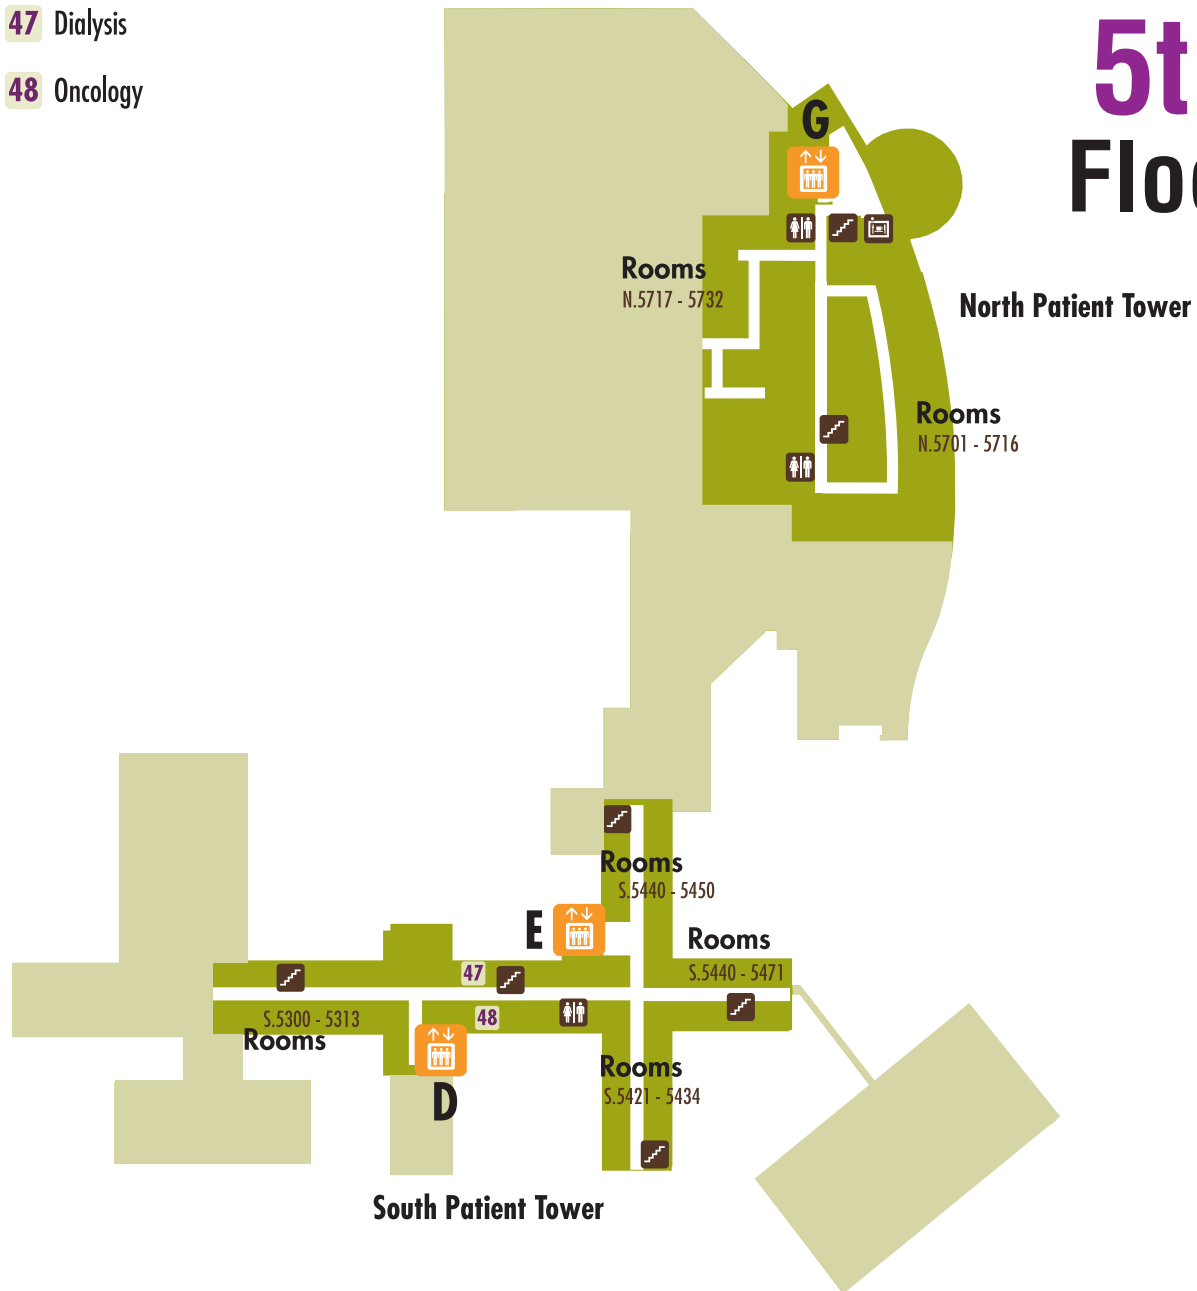 47 Dialysis
48 Oncology
5t
Floo
G
Rooms
N.5717 - 5732
North Patient Tower
Rooms
N.5701 - 5716
Rooms
S.5440 - 5450
E
Rooms
S.5440 - 5471
47
48
S.5300 - 5313
Rooms
D
Rooms
S.5421 - 5434
South Patient Tower